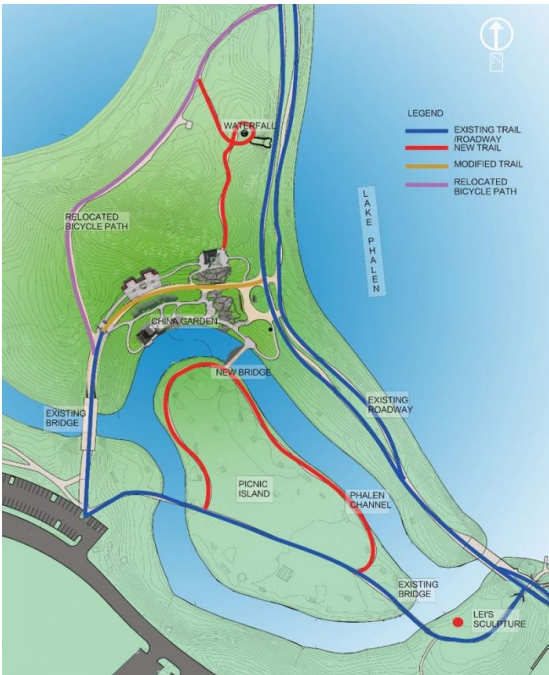 N
LEGEND
EXISTING TRAIL
/ROADWAY
NEW TRAIL
MODIFIED TRAIL
RELOCATED
BICYCLE PATH
WATERFALL
LAKE PHALEN
RELOCATED
BICYCLE PATH
CHINA GARDEN
NEW BRIDGE
EXISTING
BRIDGE
EXISTING
ROADWAY
PICNIC
ISLAND
PHALEN
CHANNEL
EXISTING
BRIDGE
LEI'S
SCULPTURE